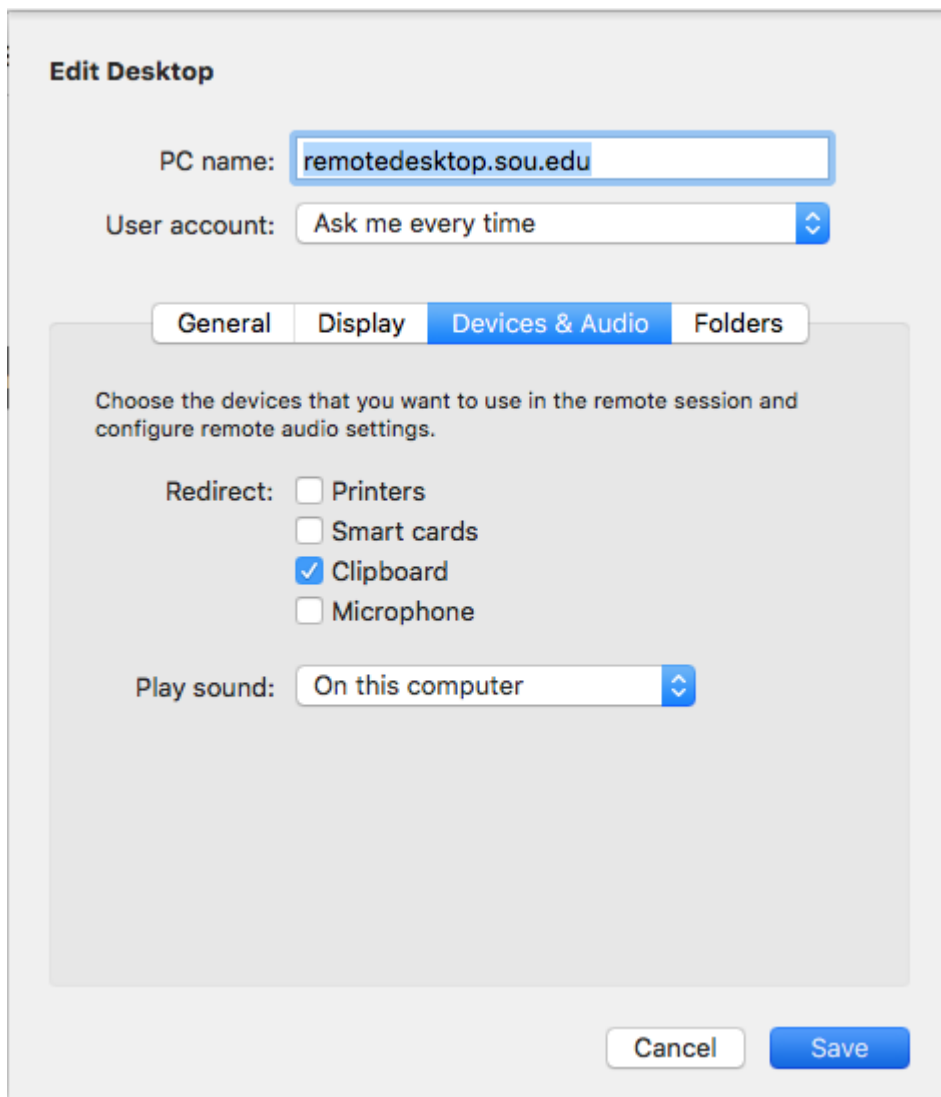 Edit Desktop
PC name: remotedesktop.sou.edu
User account: Ask me every time
General Display Devices & Audio Folders
Choose the devices that you want to use in the remote session and
configure remote audio settings.
Redirect: Printers
Smart cards
Clipboard
Microphone
Play sound: On this computer
Cancel Save